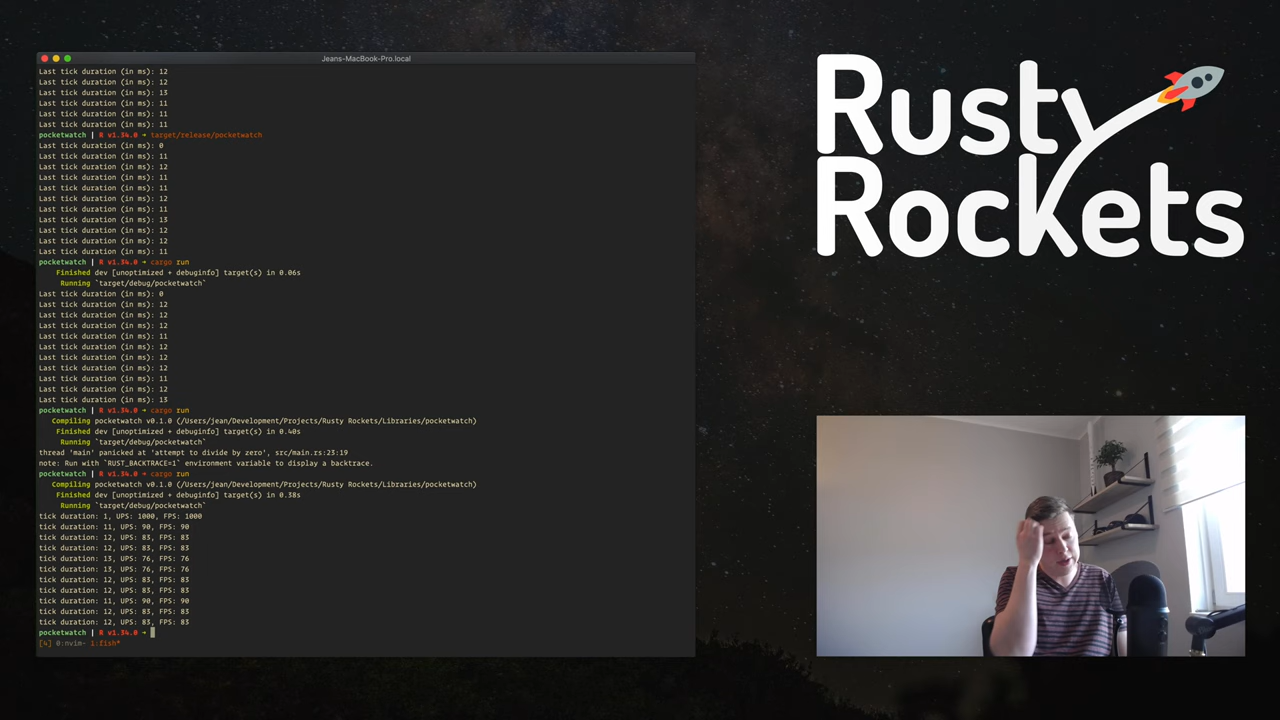 Jeans-MacBook-Pro.local
Last tick duration (in ms): 12
Last tick duration (in ms): 12
Last tick duration (in ms): 13
Last tick duration (in ms): 11
Last tick duration (in ms): 11
Last tick duration (in ms): 11
pocketwatch | R v1.34.0 → target/release/pocketwatch
Last tick duration (in ms): 0
Last tick duration (in ms): 11
Last tick duration (in ms): 12
Last tick duration (in ms): 11
Last tick duration (in ms): 11
Last tick duration (in ms): 12
Last tick duration (in ms): 11
Last tick duration (in ms): 13
Last tick duration (in ms): 12
Last tick duration (in ms): 12
Last tick duration (in ms): 11
pocketwatch | R v1.34.0 → cargo run
Finished dev [unoptimized + debuginfo] target(s) in 0.06s
Running `target/debug/pocketwatch`
Last tick duration (in ms): 0
Last tick duration (in ms): 12
Last tick duration (in ms): 12
Last tick duration (in ms): 12
Last tick duration (in ms): 11
Last tick duration (in ms): 12
Last tick duration (in ms): 12
Last tick duration (in ms): 12
Last tick duration (in ms): 11
Last tick duration (in ms): 12
Last tick duration (in ms): 13
pocketwatch | R v1.34.0 → cargo run
Compiling pocketwatch v0.1.0 (/Users/jean/Development/Projects/Rusty Rockets/Libraries/pocketwatch)
Finished dev [unoptimized + debuginfo] target(s) in 0.40s
Running `target/debug/pocketwatch`
thread 'main' panicked at 'attempt to divide by zero', src/main.rs:23:19
note: Run with `RUST_BACKTRACE=1` environment variable to display a backtrace.
pocketwatch | R v1.34.0 → cargo run
Compiling pocketwatch v0.1.0 (/Users/jean/Development/Projects/Rusty Rockets/Libraries/pocketwatch)
Finished dev [unoptimized + debuginfo] target(s) in 0.38s
Running `target/debug/pocketwatch`
tick duration: 1, UPS: 1000, FPS: 1000
tick duration: 11, UPS: 90, FPS: 90
tick duration: 12, UPS: 83, FPS: 83
tick duration: 12, UPS: 83, FPS: 83
tick duration: 13, UPS: 76, FPS: 76
tick duration: 13, UPS: 76, FPS: 76
tick duration: 12, UPS: 83, FPS: 83
tick duration: 12, UPS: 83, FPS: 83
tick duration: 11, UPS: 90, FPS: 90
tick duration: 12, UPS: 83, FPS: 83
tick duration: 12, UPS: 83, FPS: 83
pocketwatch | R v1.34.0 →
[4] 0:nvim- 1:fish*
Rusty
Rockets